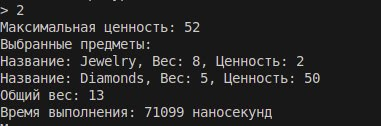 > 2
Максимальная ценность: 52
Выбранные предметы:
Название: Jewelry, Вес: 8, Ценность: 2
Название: Diamonds, Вес: 5, Ценность: 50
Общий вес: 13
Время выполнения: 71099 наносекунд